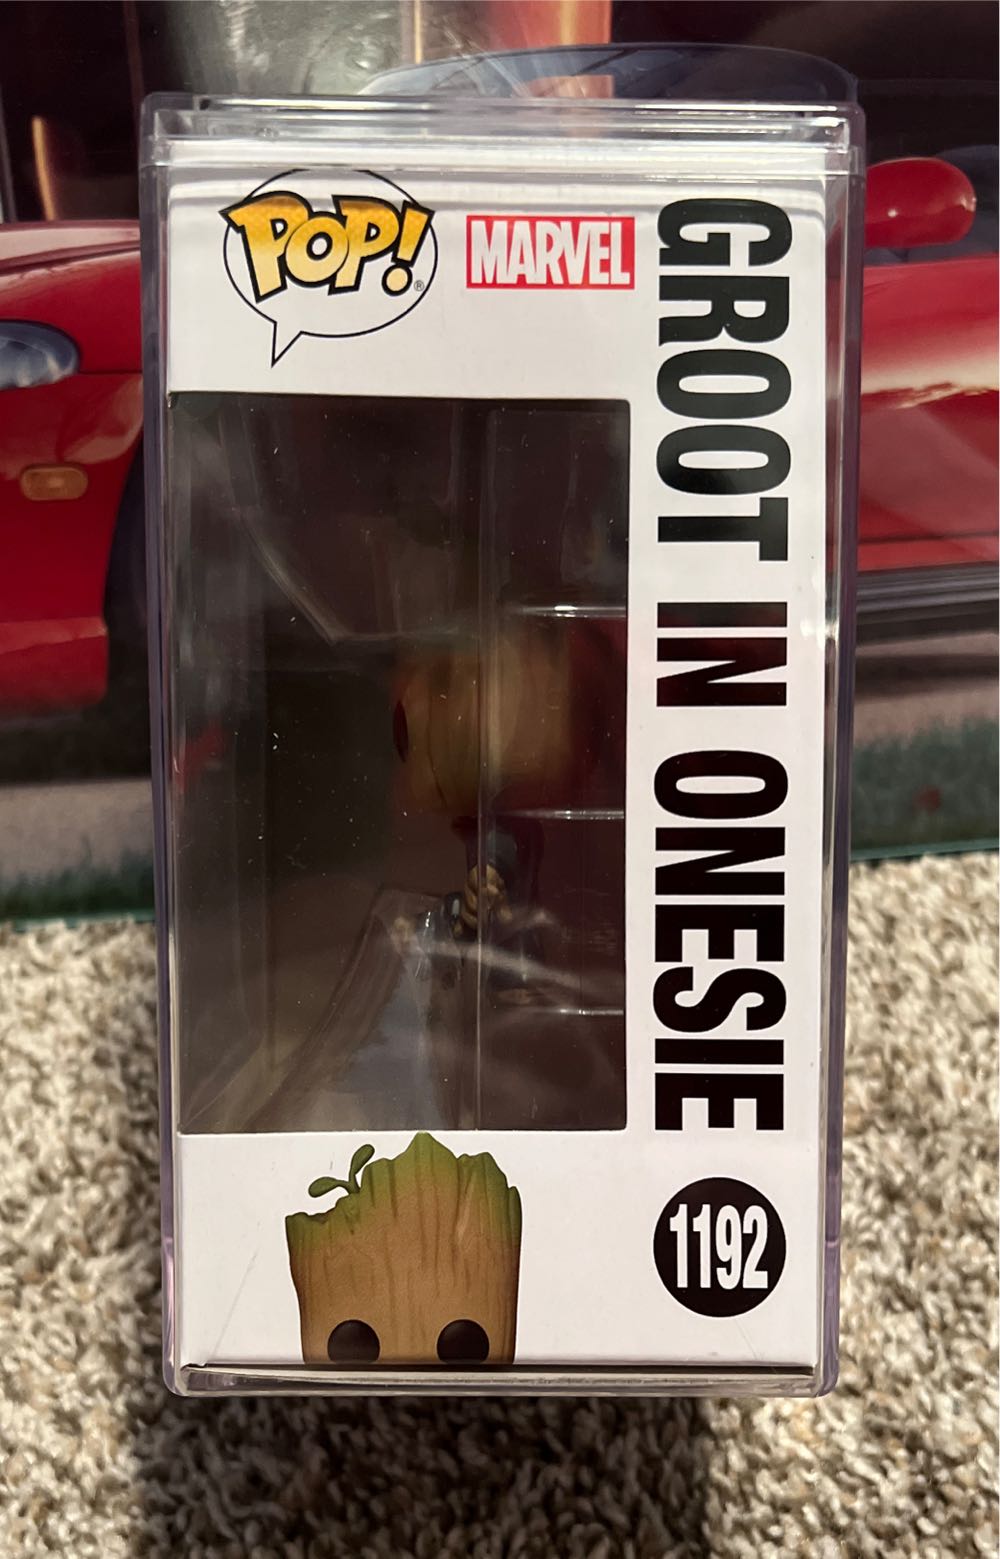 POP!®
MARVEL
GROOT IN ONESIE
1192